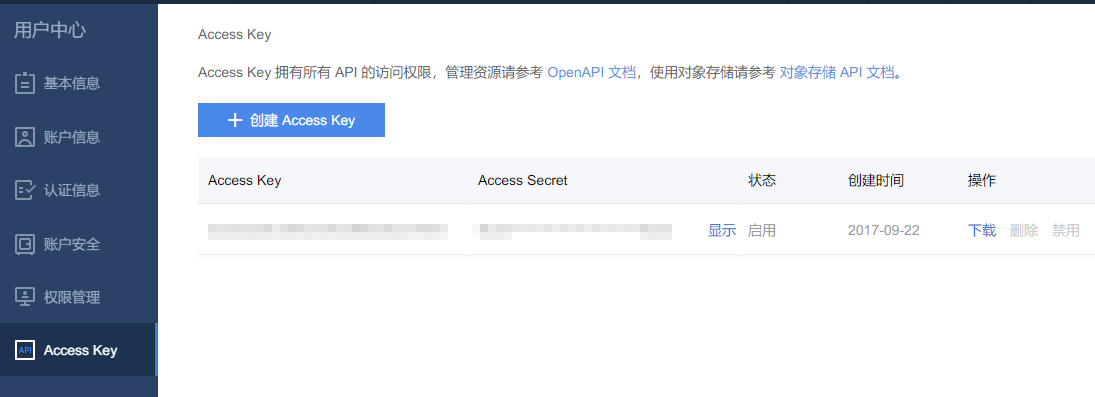 用户中心
基本信息
账户信息
认证信息
账户安全
权限管理
API Access Key
Access Key
Access Key 拥有所有 API 的访问权限，管理资源请参考 OpenAPI 文档，使用对象存储请参考 对象存储 API 文档。
＋ 创建 Access Key
Access Key Access Secret 状态 创建时间 操作
显示 启用 2017-09-22 下载 删除 禁用